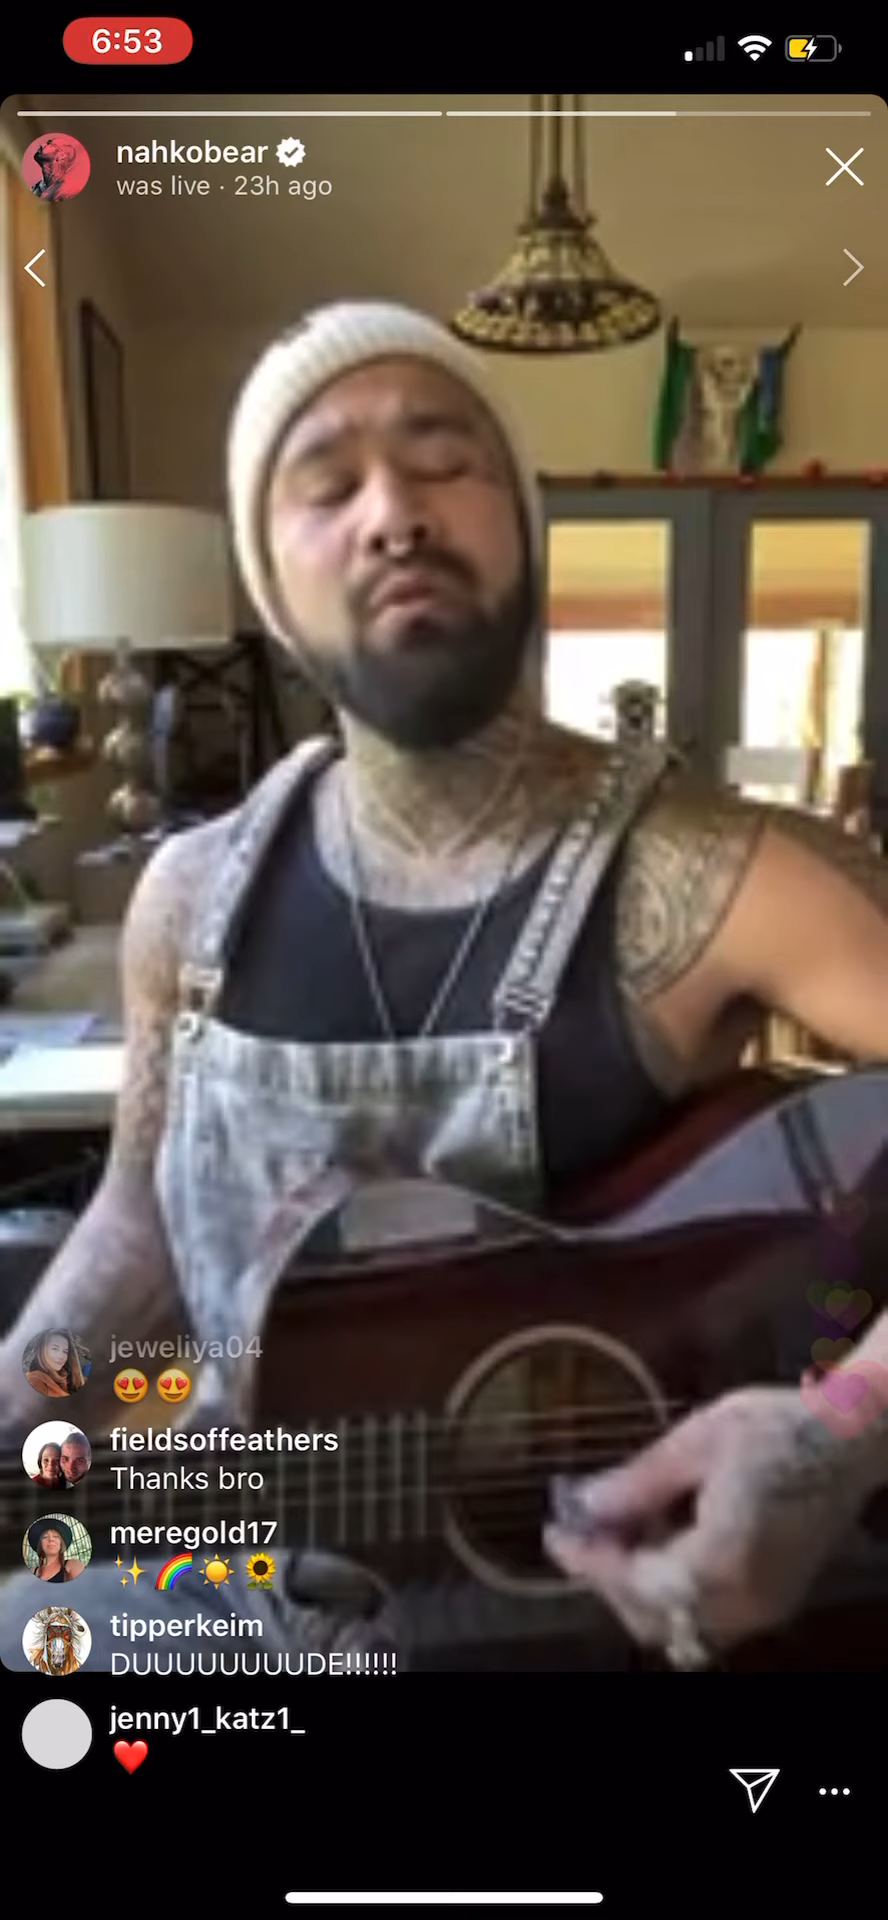 6:53
nahkobear
was live · 23h ago
jeweliya04
😍😍
fieldsoffeathers
Thanks bro
meregold17
✨🌈☀️🌻
tipperkeim
DUUUUUUUUDE!!!!!!
jenny1_katz1_
❤️